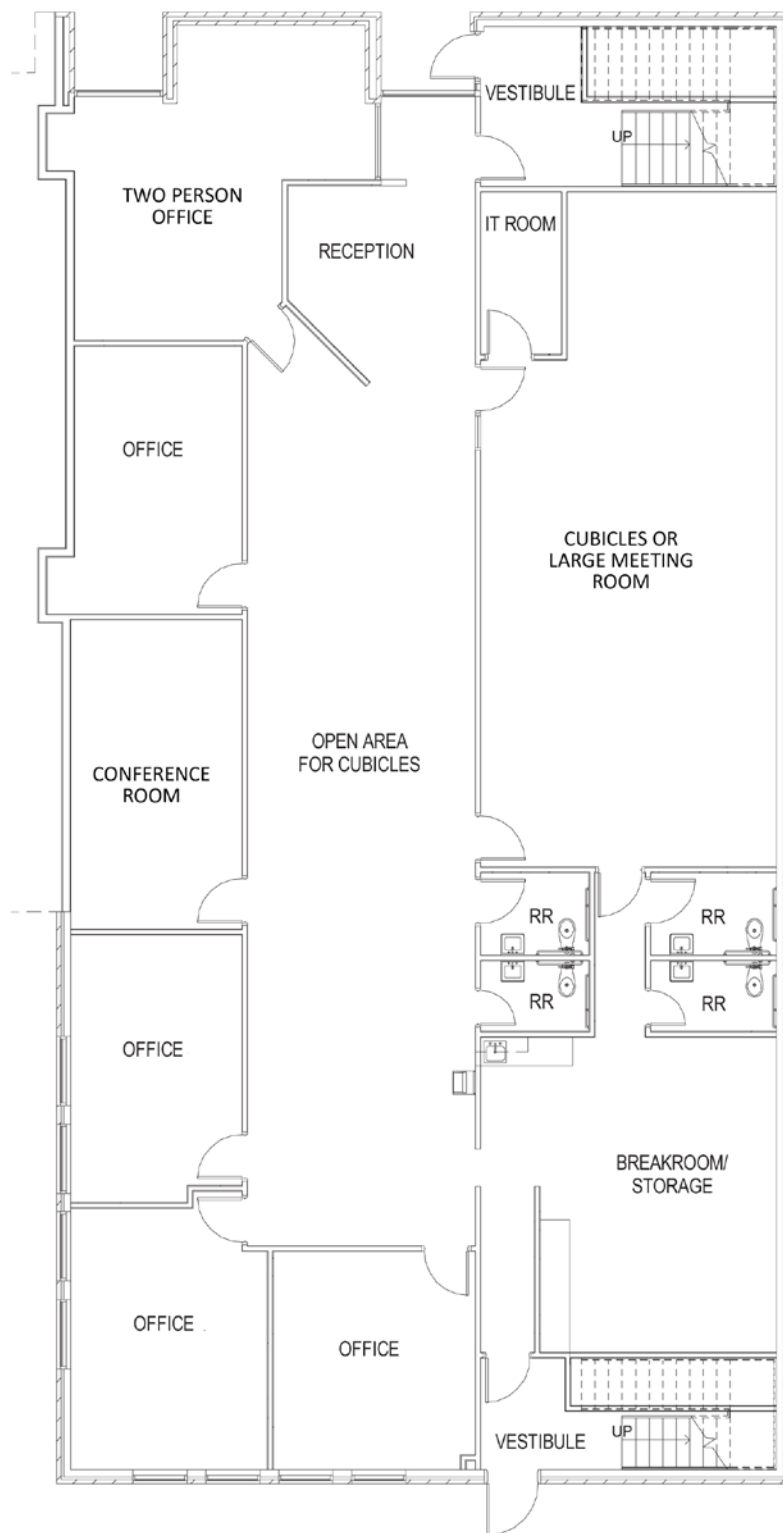 VESTIBULE
UP
TWO PERSON
OFFICE
RECEPTION
IT ROOM
OFFICE
CUBICLES OR
LARGE MEETING
ROOM
OPEN AREA
FOR CUBICLES
CONFERENCE
ROOM
RR
RR
RR
RR
OFFICE
BREAKROOM/
STORAGE
OFFICE
OFFICE
UP
VESTIBULE